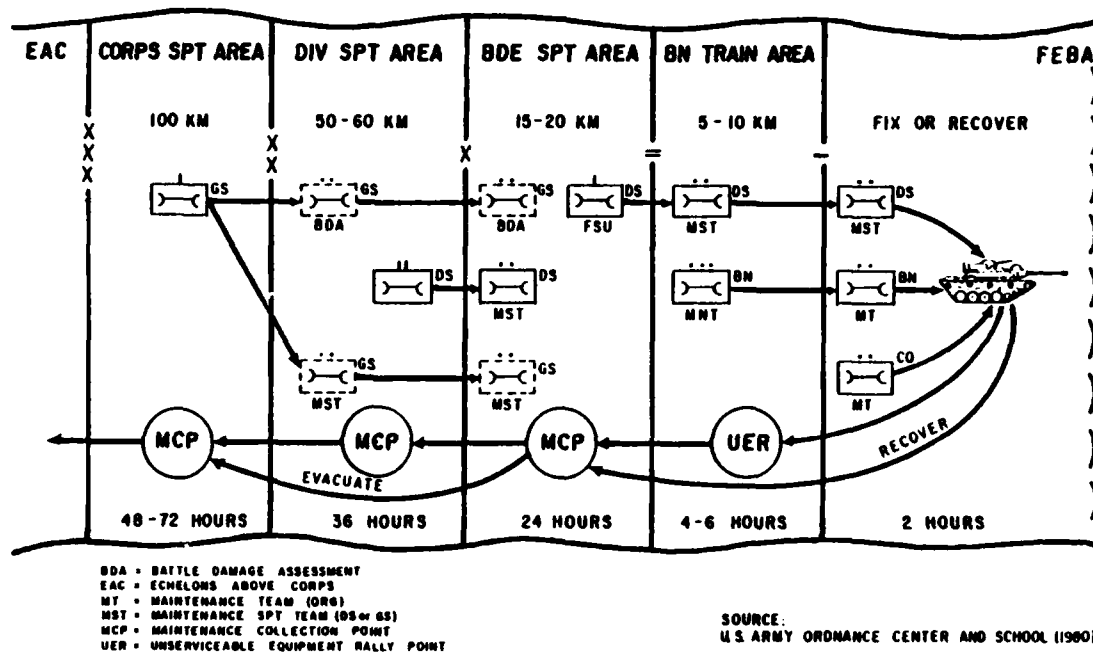 EAC CORPS SPT AREA DIV SPT AREA BDE SPT AREA BN TRAIN AREA FEBA
100 KM 50-60 KM 15-20 KM 5-10 KM FIX OR RECOVER
XXX XX X = -
GS GS GS DS DS DS
BDA BDA FSU MST MST
DS DS BN BN
MST MNT MT
GS GS CO
MST MST MT
MCP MCP MCP UER
EVACUATE
RECOVER
48-72 HOURS 36 HOURS 24 HOURS 4-6 HOURS 2 HOURS
BDA = BATTLE DAMAGE ASSESSMENT
EAC = ECHELONS ABOVE CORPS
MT = MAINTENANCE TEAM (ORG)
MST = MAINTENANCE SPT TEAM (DS or GS)
MCP = MAINTENANCE COLLECTION POINT
UER = UNSERVICEABLE EQUIPMENT RALLY POINT
SOURCE:
U.S. ARMY ORDNANCE CENTER AND SCHOOL (1980)